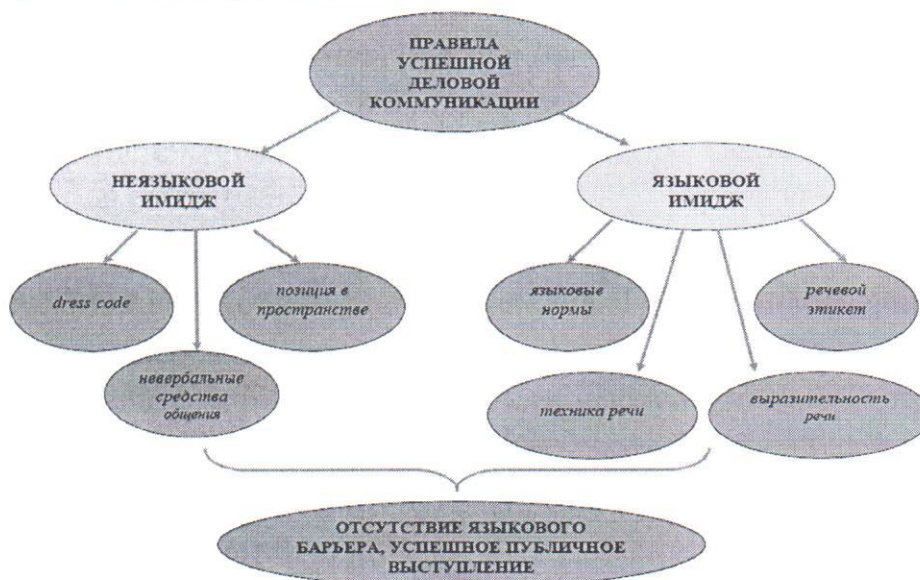 ПРАВИЛА
УСПЕШНОЙ
ДЕЛОВОЙ
КОММУНИКАЦИИ
НЕЯЗЫКОВОЙ
ИМИДЖ
ЯЗЫКОВОЙ
ИМИДЖ
dress code
позиция в
пространстве
языковые
нормы
речевой
этикет
невербальные
средства
общения
техника речи
выразительность
речи
ОТСУТСТВИЕ ЯЗЫКОВОГО
БАРЬЕРА, УСПЕШНОЕ ПУБЛИЧНОЕ
ВЫСТУПЛЕНИЕ